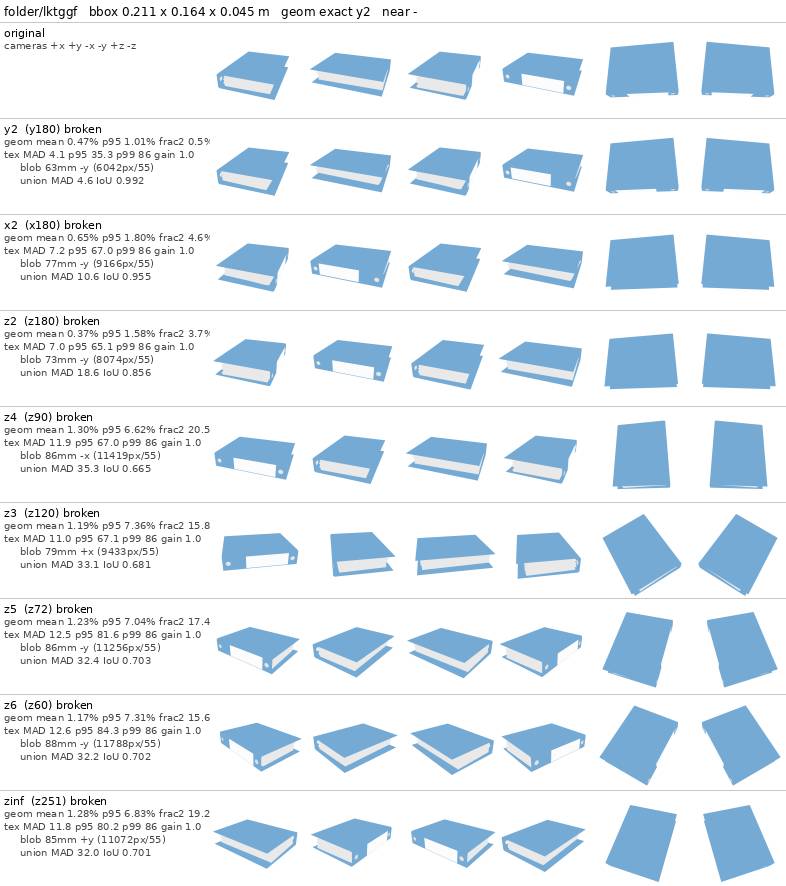 folder/lktggf   bbox 0.211 x 0.164 x 0.045 m   geom exact y2   near -
original
cameras +x +y -x -y +z -z
y2  (y180) broken
geom mean 0.47% p95 1.01% frac2 0.5%
tex MAD 4.1 p95 35.3 p99 86 gain 1.0
blob 63mm -y (6042px/55)
union MAD 4.6 IoU 0.992
x2  (x180) broken
geom mean 0.65% p95 1.80% frac2 4.6%
tex MAD 7.2 p95 67.0 p99 86 gain 1.0
blob 77mm -y (9166px/55)
union MAD 10.6 IoU 0.955
z2  (z180) broken
geom mean 0.37% p95 1.58% frac2 3.7%
tex MAD 7.0 p95 65.1 p99 86 gain 1.0
blob 73mm -y (8074px/55)
union MAD 18.6 IoU 0.856
z4  (z90) broken
geom mean 1.30% p95 6.62% frac2 20.5
tex MAD 11.9 p95 67.0 p99 86 gain 1.0
blob 86mm -x (11419px/55)
union MAD 35.3 IoU 0.665
z3  (z120) broken
geom mean 1.19% p95 7.36% frac2 15.8
tex MAD 11.0 p95 67.1 p99 86 gain 1.0
blob 79mm +x (9433px/55)
union MAD 33.1 IoU 0.681
z5  (z72) broken
geom mean 1.23% p95 7.04% frac2 17.4
tex MAD 12.5 p95 81.6 p99 86 gain 1.0
blob 86mm -y (11256px/55)
union MAD 32.4 IoU 0.703
z6  (z60) broken
geom mean 1.17% p95 7.31% frac2 15.6
tex MAD 12.6 p95 84.3 p99 86 gain 1.0
blob 88mm -y (11788px/55)
union MAD 32.2 IoU 0.702
zinf  (z251) broken
geom mean 1.28% p95 6.83% frac2 19.2
tex MAD 11.8 p95 80.2 p99 86 gain 1.0
blob 85mm +y (11072px/55)
union MAD 32.0 IoU 0.701